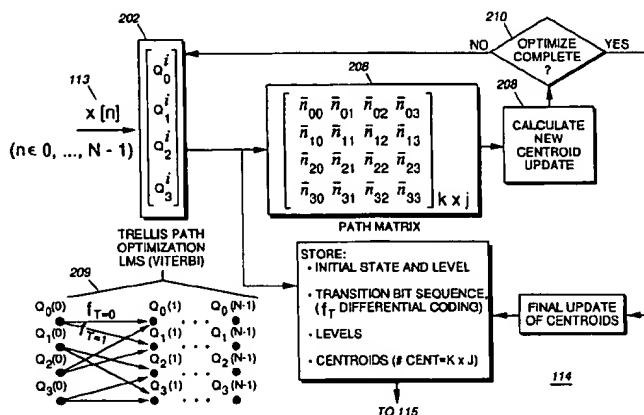 202
Q₀ⁱ
Q₁ⁱ
Q₂ⁱ
Q₃ⁱ
113
x [n]
(n∈ 0, ..., N - 1)
TRELLIS PATH
OPTIMIZATION
LMS (VITERBI)
208
n̄₀₀ n̄₀₁ n̄₀₂ n̄₀₃
n̄₁₀ n̄₁₁ n̄₁₂ n̄₁₃
n̄₂₀ n̄₂₁ n̄₂₂ n̄₂₃
n̄₃₀ n̄₃₁ n̄₃₂ n̄₃₃
k x j
PATH MATRIX
210
NO
OPTIMIZE
COMPLETE
?
YES
208
CALCULATE
NEW
CENTROID
UPDATE
209
Q₀(0) f T=0 Q₀(1) Q₀(N-1)
f T=1
Q₁(0) Q₁(1) · · · Q₁(N-1)
Q₂(0) Q₂(1) · · · Q₂(N-1)
Q₃(0) Q₃(1) · · · Q₃(N-1)
STORE:
· INITIAL STATE AND LEVEL
· TRANSITION BIT SEQUENCE,
(f T DIFFERENTIAL CODING)
· LEVELS
· CENTROIDS (# CENT=K x J)
TO 115
FINAL UPDATE
OF CENTROIDS
114